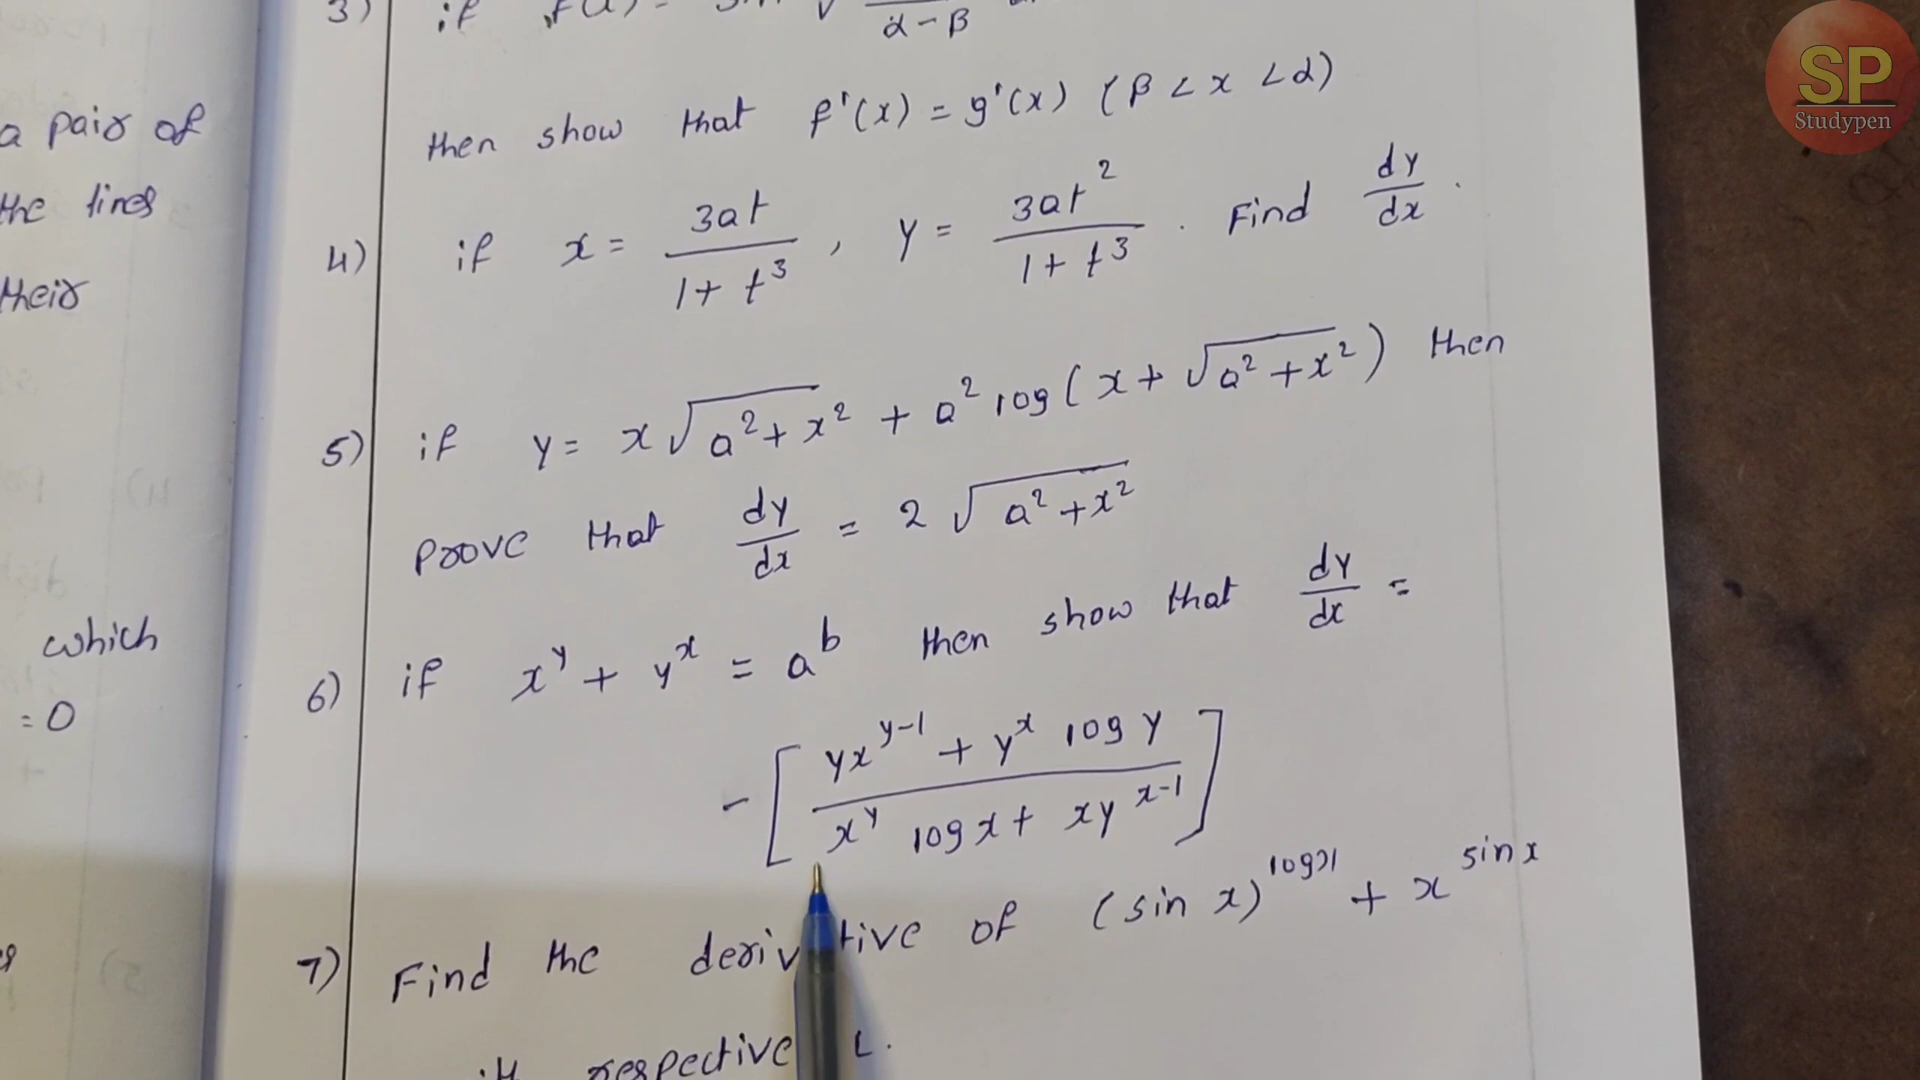 a pair of
the lines
their
which
= 0
3) if
α - β
then show that f'(x) = g'(x) (β < x < α)
4) if x = 3at / 1 + t³ , y = 3at² / 1 + t³ . Find dy/dx .
5) if y = x√a² + x² + a² log(x + √a² + x²) then
prove that dy/dx = 2 √a² + x²
6) if x^y + y^x = a^b then show that dy/dx =
- [ yx^y-1 + y^x log y / x^y log x + xy^x-1 ]
7) Find the derivative of (sin x)^log x + x^sin x
respective
SP
Studypen